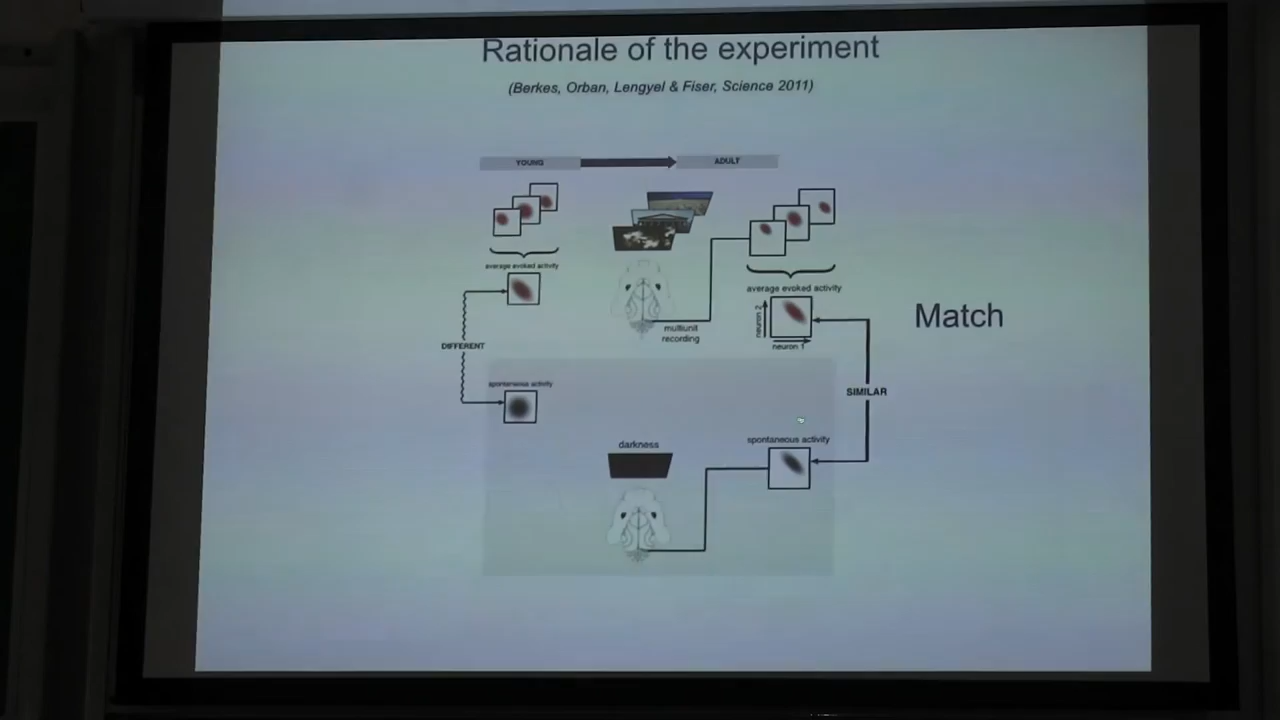 Rationale of the experiment
(Berkes, Orban, Lengyel & Fiser, Science 2011)
YOUNG
ADULT
average evoked activity
average evoked activity
neuron 2
neuron 1
multiunit
recording
Match
DIFFERENT
spontaneous activity
SIMILAR
darkness
spontaneous activity